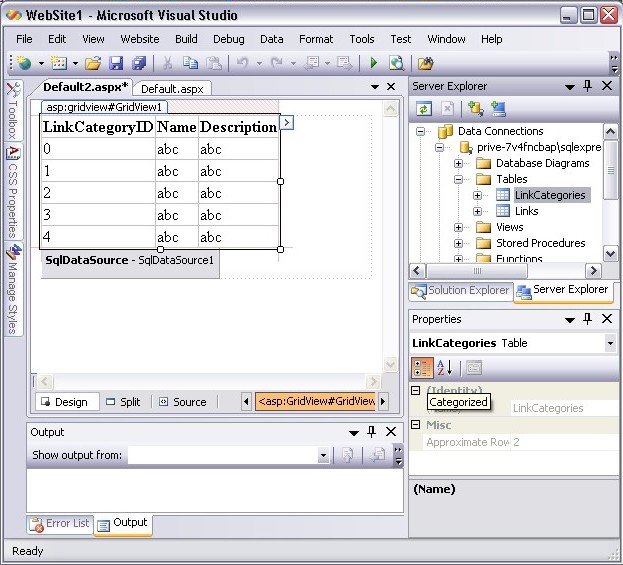 WebSite1 - Microsoft Visual Studio
File Edit View Website Build Debug Data Format Tools Test Window Help
Default2.aspx* Default.aspx
Toolbox
CSS Properties
Manage Styles
asp:gridview#GridView1
LinkCategoryID Name Description
0 abc abc
1 abc abc
2 abc abc
3 abc abc
4 abc abc
SqlDataSource - SqlDataSource1
Design Split Source <asp:GridView#GridView
Output
Show output from:
Error List Output
Server Explorer
Data Connections
prive-7v4fncbap\sqlexpre
Database Diagrams
Tables
LinkCategories
Links
Views
Stored Procedures
Functions
Solution Explorer Server Explorer
Properties
LinkCategories Table
(Identity)
Categorized
(Name) LinkCategories
Misc
Approximate Row 2
(Name)
Ready